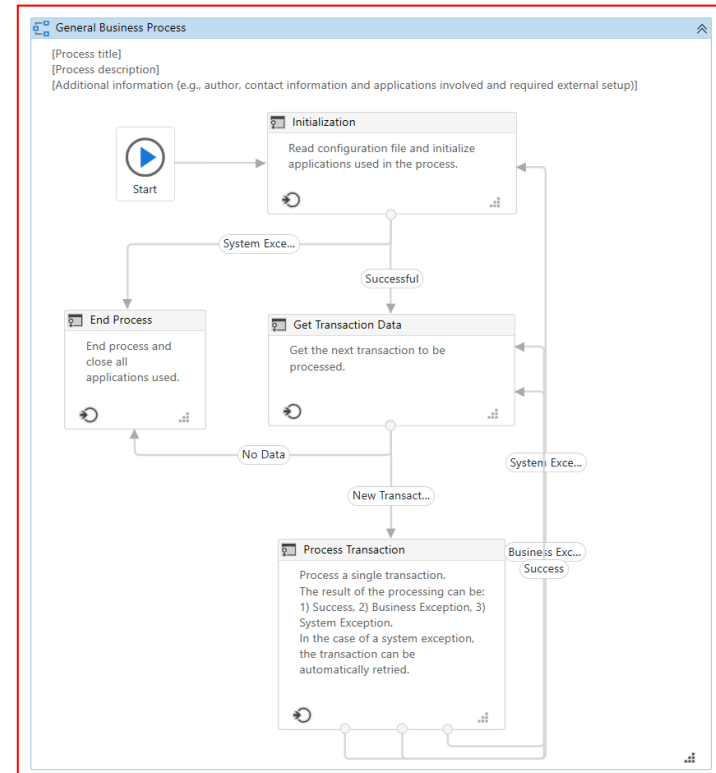 General Business Process
[Process title]
[Process description]
[Additional information (e.g., author, contact information and applications involved and required external setup)]
Initialization
Read configuration file and initialize
applications used in the process.
Start
System Exce...
Successful
End Process
End process and
close all
applications used.
Get Transaction Data
Get the next transaction to be
processed.
No Data
System Exce...
New Transact...
Process Transaction
Process a single transaction.
The result of the processing can be:
1) Success, 2) Business Exception, 3)
System Exception.
In the case of a system exception,
the transaction can be
automatically retried.
Business Exc...
Success